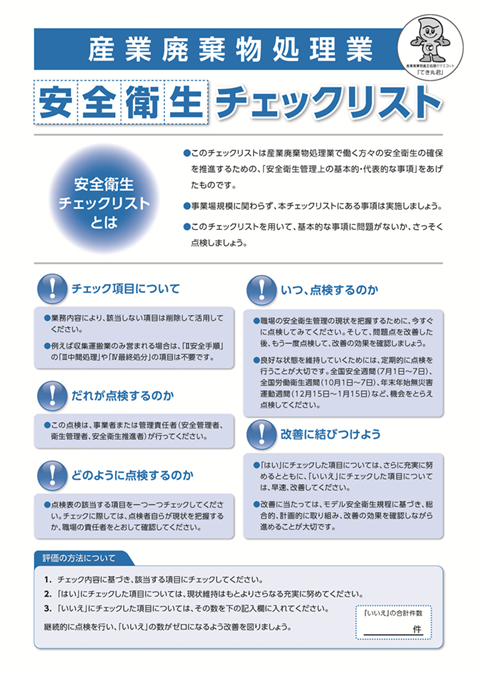 産業廃棄物処理業
産業廃棄物適正処理のマスコット
『てき丸君』
安全衛生チェックリスト
安全衛生
チェックリスト
とは
●このチェックリストは産業廃棄物処理業で働く方々の安全衛生の確保
を推進するための、「安全衛生管理上の基本的・代表的な事項」をあげ
たものです。
●事業場規模に関わらず、本チェックリストにある事項は実施しましょう。
●このチェックリストを用いて、基本的な事項に問題がないか、さっそく
点検しましょう。
! チェック項目について
●業務内容により、該当しない項目は削除して活用して
ください。
●例えば収集運搬業のみ営まれる場合は、「Ⅱ安全手順」
の「Ⅲ中間処理」や「Ⅳ最終処分」の項目は不要です。
! だれが点検するのか
●この点検は、事業者または管理責任者(安全管理者、
衛生管理者、安全衛生推進者)が行ってください。
! どのように点検するのか
●点検表の該当する項目を一つ一つチェックしてくださ
い。チェックに際しては、点検者自らが現状を把握する
か、職場の責任者をとおして確認してください。
! いつ、点検するのか
●職場の安全衛生管理の現状を把握するために、今すぐ
に点検してみてください。そして、問題点を改善した
後、もう一度点検して、改善の効果を確認しましょう。
●良好な状態を維持していくためには、定期的に点検を
行うことが大切です。全国安全週間(7月1日〜7日)、
全国労働衛生週間(10月1日〜7日)、年末年始無災害
運動週間(12月15日〜1月15日)など、機会をとらえ
点検してください。
! 改善に結びつけよう
●「はい」にチェックした項目については、さらに充実に努
めるとともに、「いいえ」にチェックした項目について
は、早速、改善してください。
●改善に当たっては、モデル安全衛生規程に基づき、総
合的、計画的に取り組み、改善の効果を確認しながら
進めることが大切です。
評価の方法について
1. チェック内容に基づき、該当する項目にチェックしてください。
2. 「はい」にチェックした項目については、現状維持はもとよりさらなる充実に努めてください。
3. 「いいえ」にチェックした項目については、その数を下の記入欄に入れてください。
継続的に点検を行い、「いいえ」の数がゼロになるよう改善を図りましょう。
「いいえ」の合計件数
件